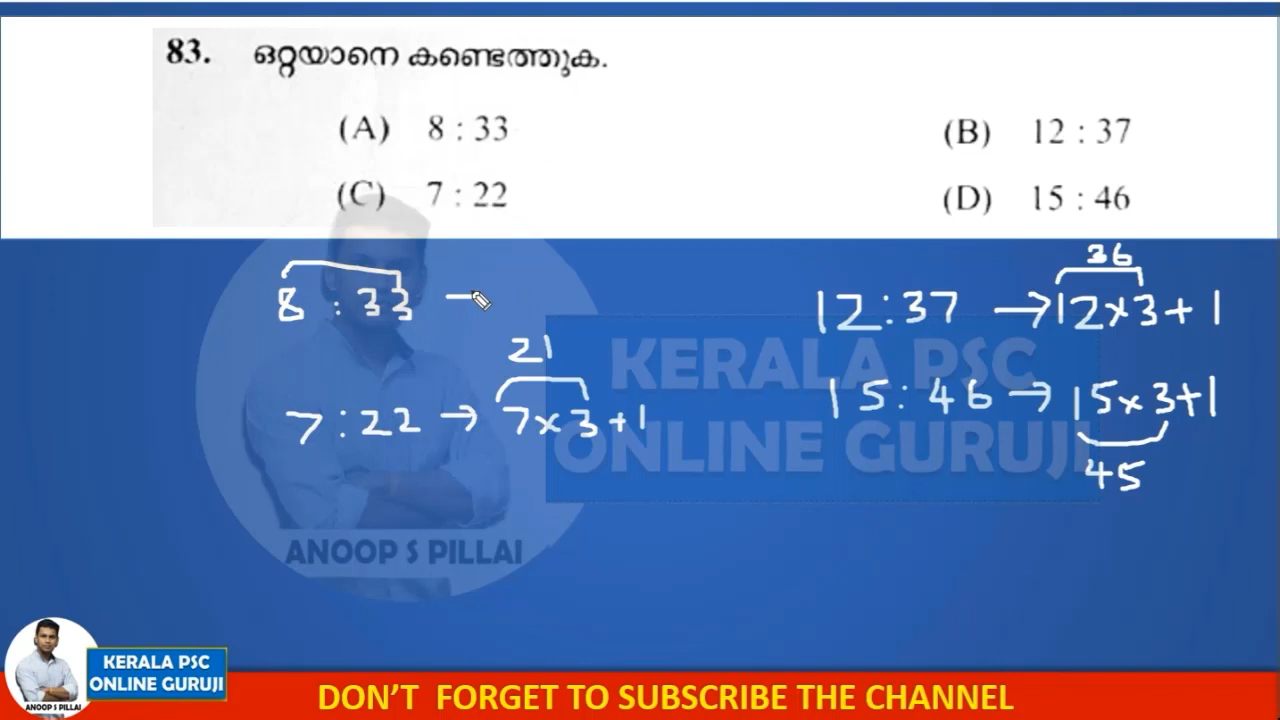 83. ഒറ്റയാനെ കണ്ടെത്തുക.
(A) 8 : 33 (B) 12 : 37
(C) 7 : 22 (D) 15 : 46
36
8 : 33 – 12:37 → 12×3+1
21
7:22 → 7×3+1 15:46 → 15×3+1
45
KERALA PSC
ONLINE GURUJI
ANOOP S PILLAI
KERALA PSC
ONLINE GURUJI
ANOOP S PILLAI
DON'T FORGET TO SUBSCRIBE THE CHANNEL